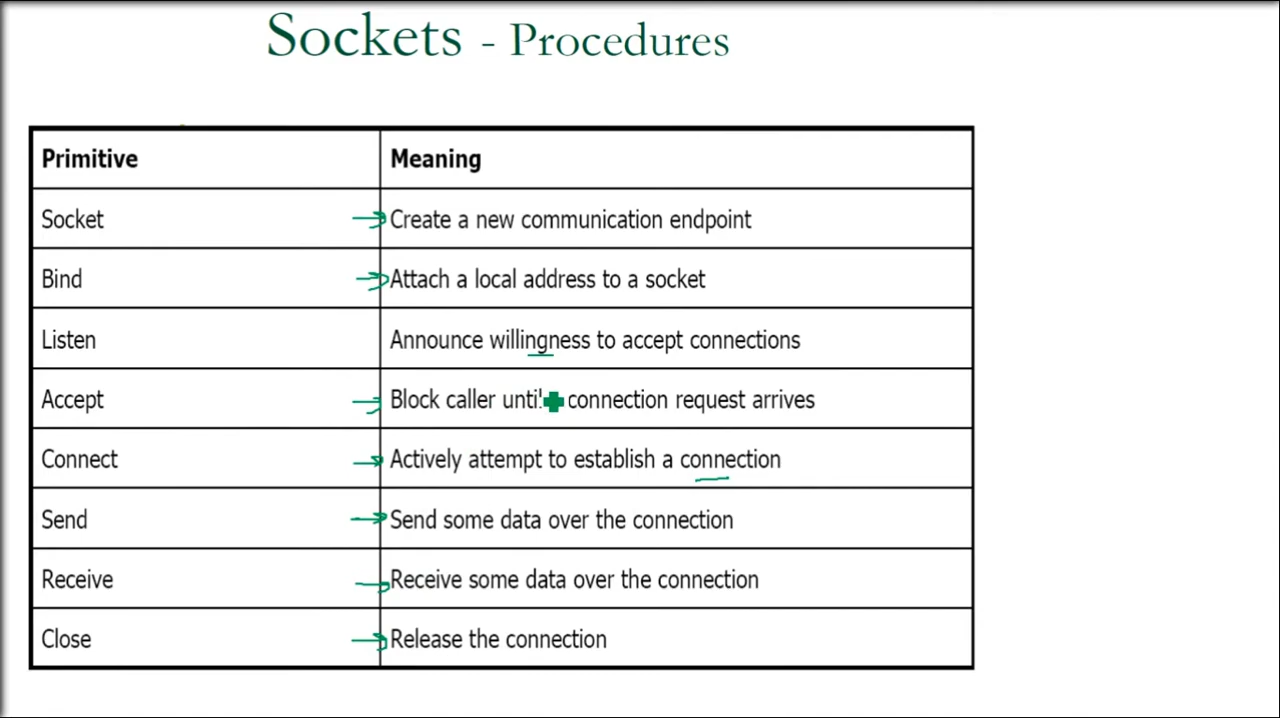 Sockets - Procedures
Primitive Meaning
Socket Create a new communication endpoint
Bind Attach a local address to a socket
Listen Announce willingness to accept connections
Accept Block caller until connection request arrives
Connect Actively attempt to establish a connection
Send Send some data over the connection
Receive Receive some data over the connection
Close Release the connection